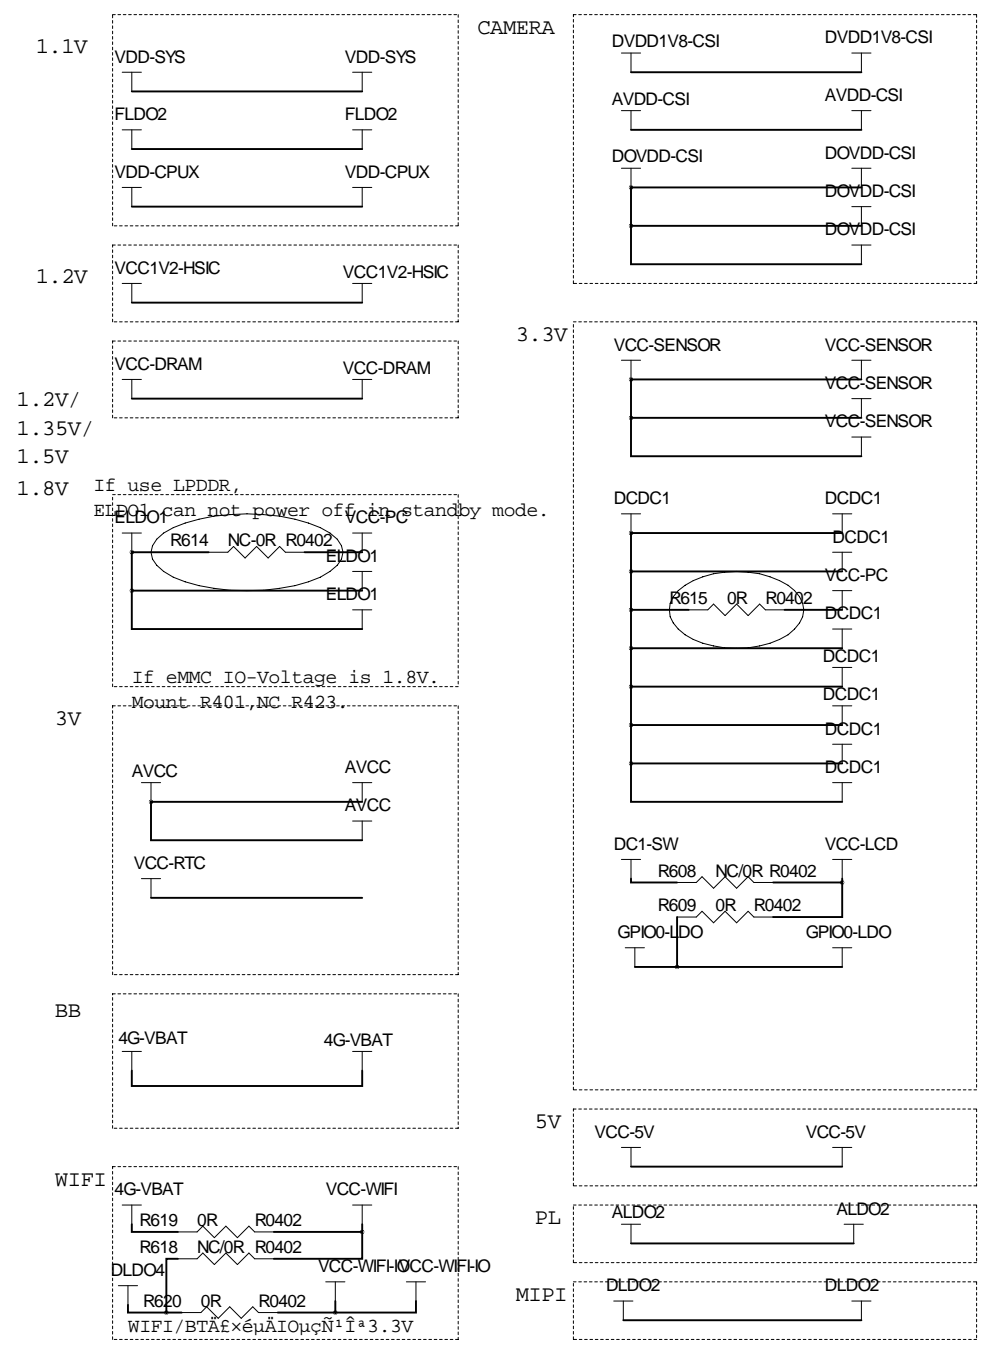 1.1V
VDD-SYS VDD-SYS
FLDO2 FLDO2
VDD-CPUX VDD-CPUX
1.2V
VCC1V2-HSIC VCC1V2-HSIC
VCC-DRAM VCC-DRAM
1.2V/
1.35V/
1.5V
1.8V
If use LPDDR,
ELDO1 can not power off in standby mode.
ELDO1 VCC-PC
R614 NC-0R R0402
ELDO1
ELDO1
If eMMC IO-Voltage is 1.8V.
Mount R401,NC R423.
3V
AVCC AVCC
AVCC
VCC-RTC
BB
4G-VBAT 4G-VBAT
WIFI
4G-VBAT VCC-WIFI
R619 0R R0402
R618 NC/0R R0402
DLDO4 VCC-WIFI-IO VCC-WIFI-IO
R620 0R R0402
WIFI/BTÄ£×éµÄIOµçÑ¹Îª3.3V
CAMERA
DVDD1V8-CSI DVDD1V8-CSI
AVDD-CSI AVDD-CSI
DOVDD-CSI DOVDD-CSI
DOVDD-CSI
DOVDD-CSI
3.3V
VCC-SENSOR VCC-SENSOR
VCC-SENSOR
VCC-SENSOR
DCDC1 DCDC1
DCDC1
VCC-PC
R615 0R R0402
DCDC1
DCDC1
DCDC1
DCDC1
DCDC1
DC1-SW VCC-LCD
R608 NC/0R R0402
R609 0R R0402
GPIO0-LDO GPIO0-LDO
5V
VCC-5V VCC-5V
PL
ALDO2 ALDO2
MIPI
DLDO2 DLDO2